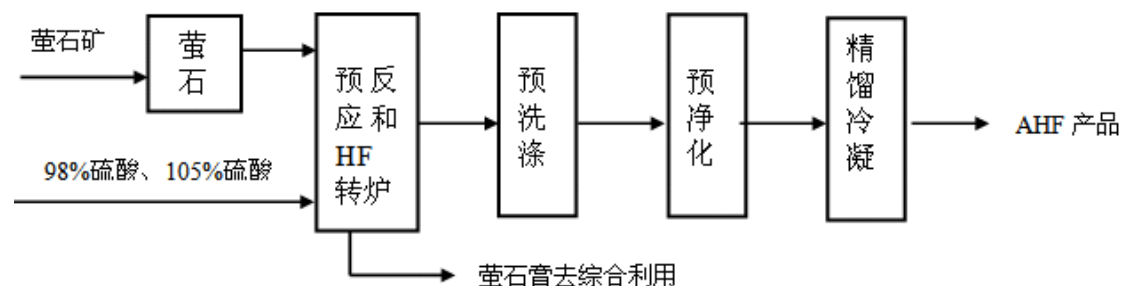 萤石矿
萤
石
预 反
应 和
HF
转炉
预
洗
涤
预
净
化
精
馏
冷
凝
AHF 产品
98%硫酸、105%硫酸
萤石膏去综合利用